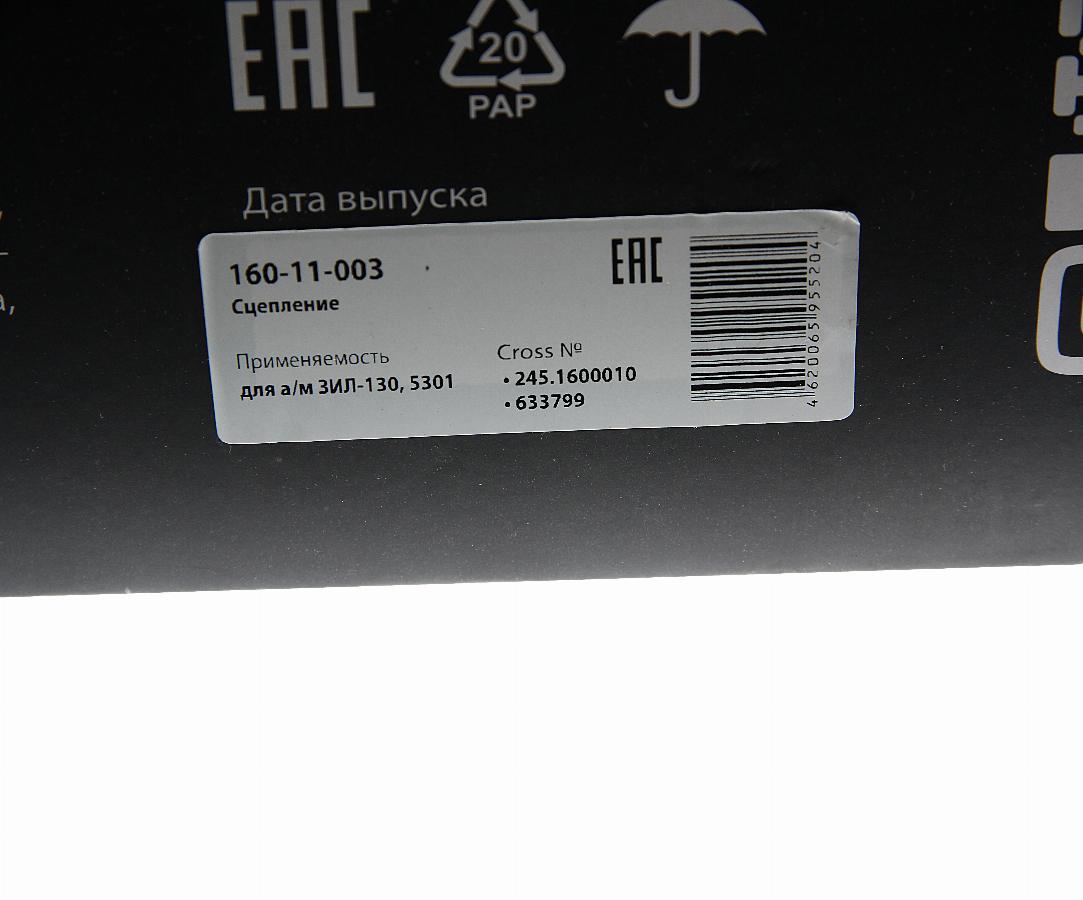 EAC
20
PAP
Дата выпуска
160-11-003
EAC
Сцепление
Применяемость
для а/м ЗИЛ-130, 5301
Cross №
• 245.1600010
• 633799
4620065955204
а,